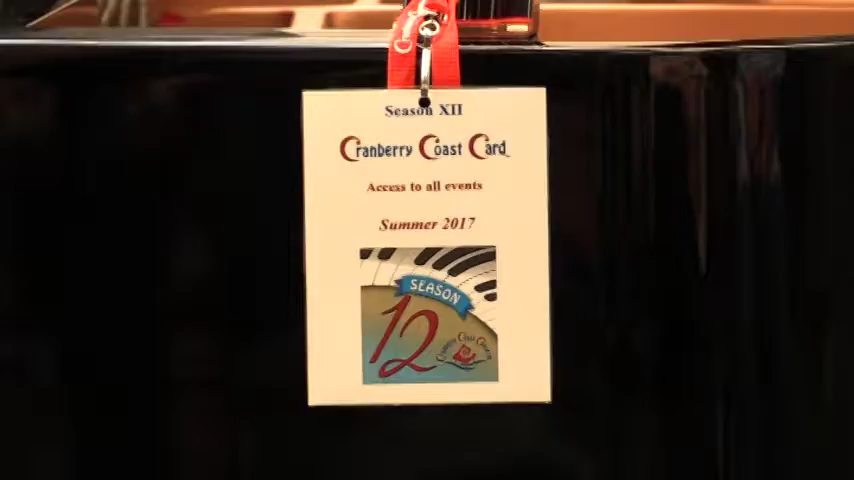 Season XII
Cranberry Coast Card
Access to all events
Summer 2017
SEASON
12